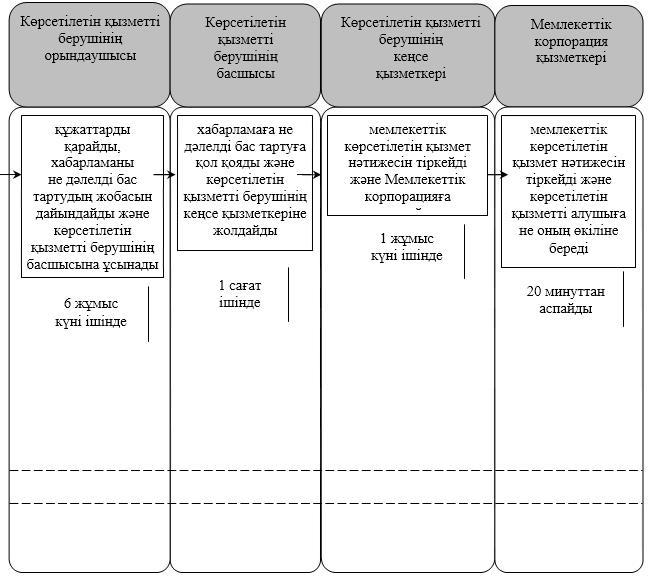 Көрсетілетін қызметті
берушінің
орындаушысы
Көрсетілетін
қызметті
берушінің
басшысы
Көрсетілетін қызметті
берушінің
кеңсе
қызметкері
Мемлекеттік
корпорация
қызметкері
құжаттарды
қарайды,
хабарламаны
не дәлелді бас
тартудың жобасын
дайындайды және
көрсетілетін
қызметті берушінің
басшысына ұсынады
6 жұмыс
күні ішінде
хабарламаға не
дәлелді бас тартуға
қол қояды және
көрсетілетін
қызметті берушінің
кеңсе қызметкеріне
жолдайды
1 сағат
ішінде
мемлекеттік
көрсетілетін қызмет
нәтижесін тіркейді
және Мемлекеттік
корпорацияға
1 жұмыс
күні ішінде
мемлекеттік
көрсетілетін
қызмет нәтижесін
тіркейді және
көрсетілетін
қызметті алушыға
не оның өкіліне
береді
20 минуттан
аспайды